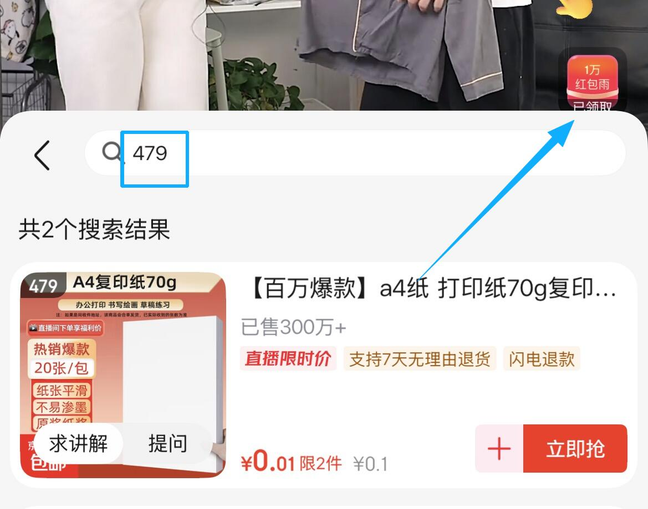 1万
红包雨
已领取
479
共2个搜索结果
479
A4复印纸70g
办公打印 书写绘画 草稿练习
直播间下单享福利价
热销爆款
20张/包
纸张平滑
不易渗墨
原浆纸浆
求讲解
提问
包邮
【百万爆款】a4纸 打印纸70g复印...
已售300万+
直播限时价
支持7天无理由退货
闪电退款
¥0.01 限2件 ¥0.1
立即抢